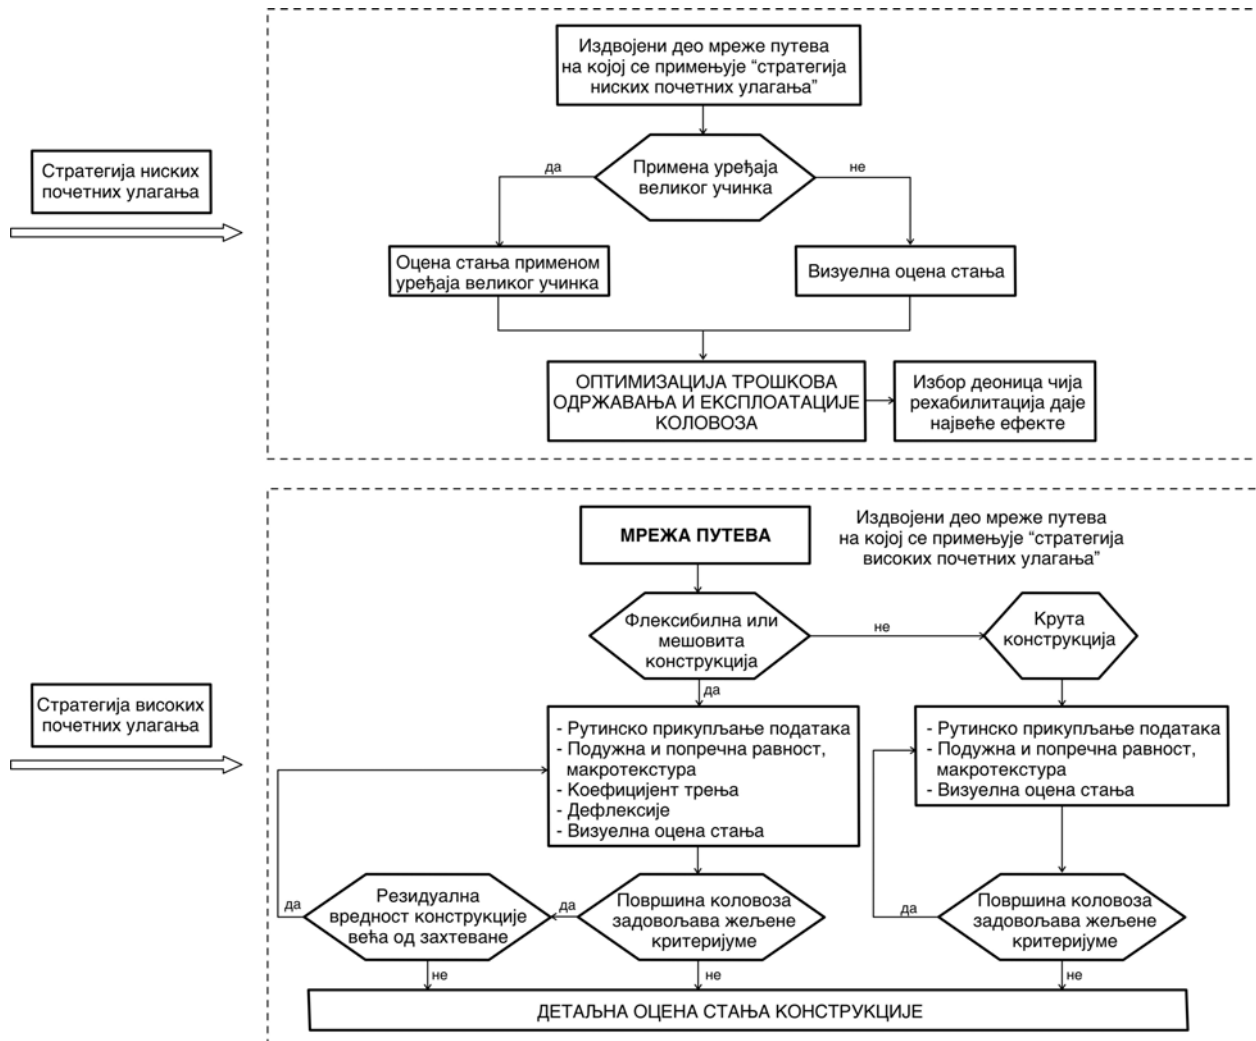 Издвојени део мреже путева
на којој се примењује “стратегија
ниских почетних улагања”
Стратегија ниских
почетних улагања
да
Примена уређаја
великог учинка
не
Оцена стања применом
уређаја великог учинка
Визуелна оцена стања
ОПТИМИЗАЦИЈА ТРОШКОВА
ОДРЖАВАЊА И ЕКСПЛОАТАЦИЈЕ
КОЛОВОЗА
Избор деоница чија
рехабилитација даје
највеће ефекте
МРЕЖА ПУТЕВА
Издвојени део мреже путева
на којој се примењује “стратегија
високих почетних улагања”
Флексибилна или
мешовита
конструкција
не
Крута
конструкција
да
Стратегија високих
почетних улагања
- Рутинско прикупљање података
- Подужна и попречна равност,
макротекстура
- Коефицијент трења
- Дефлексије
- Визуелна оцена стања
- Рутинско прикупљање података
- Подужна и попречна равност,
макротекстура
- Визуелна оцена стања
да
Резидуална
вредност конструкције
већа од захтеване
да
Површина коловоза
задовољава жељене
критеријуме
да
Површина коловоза
задовољава жељене
критеријуме
не
не
не
ДЕТАЉНА ОЦЕНА СТАЊА КОНСТРУКЦИЈЕ